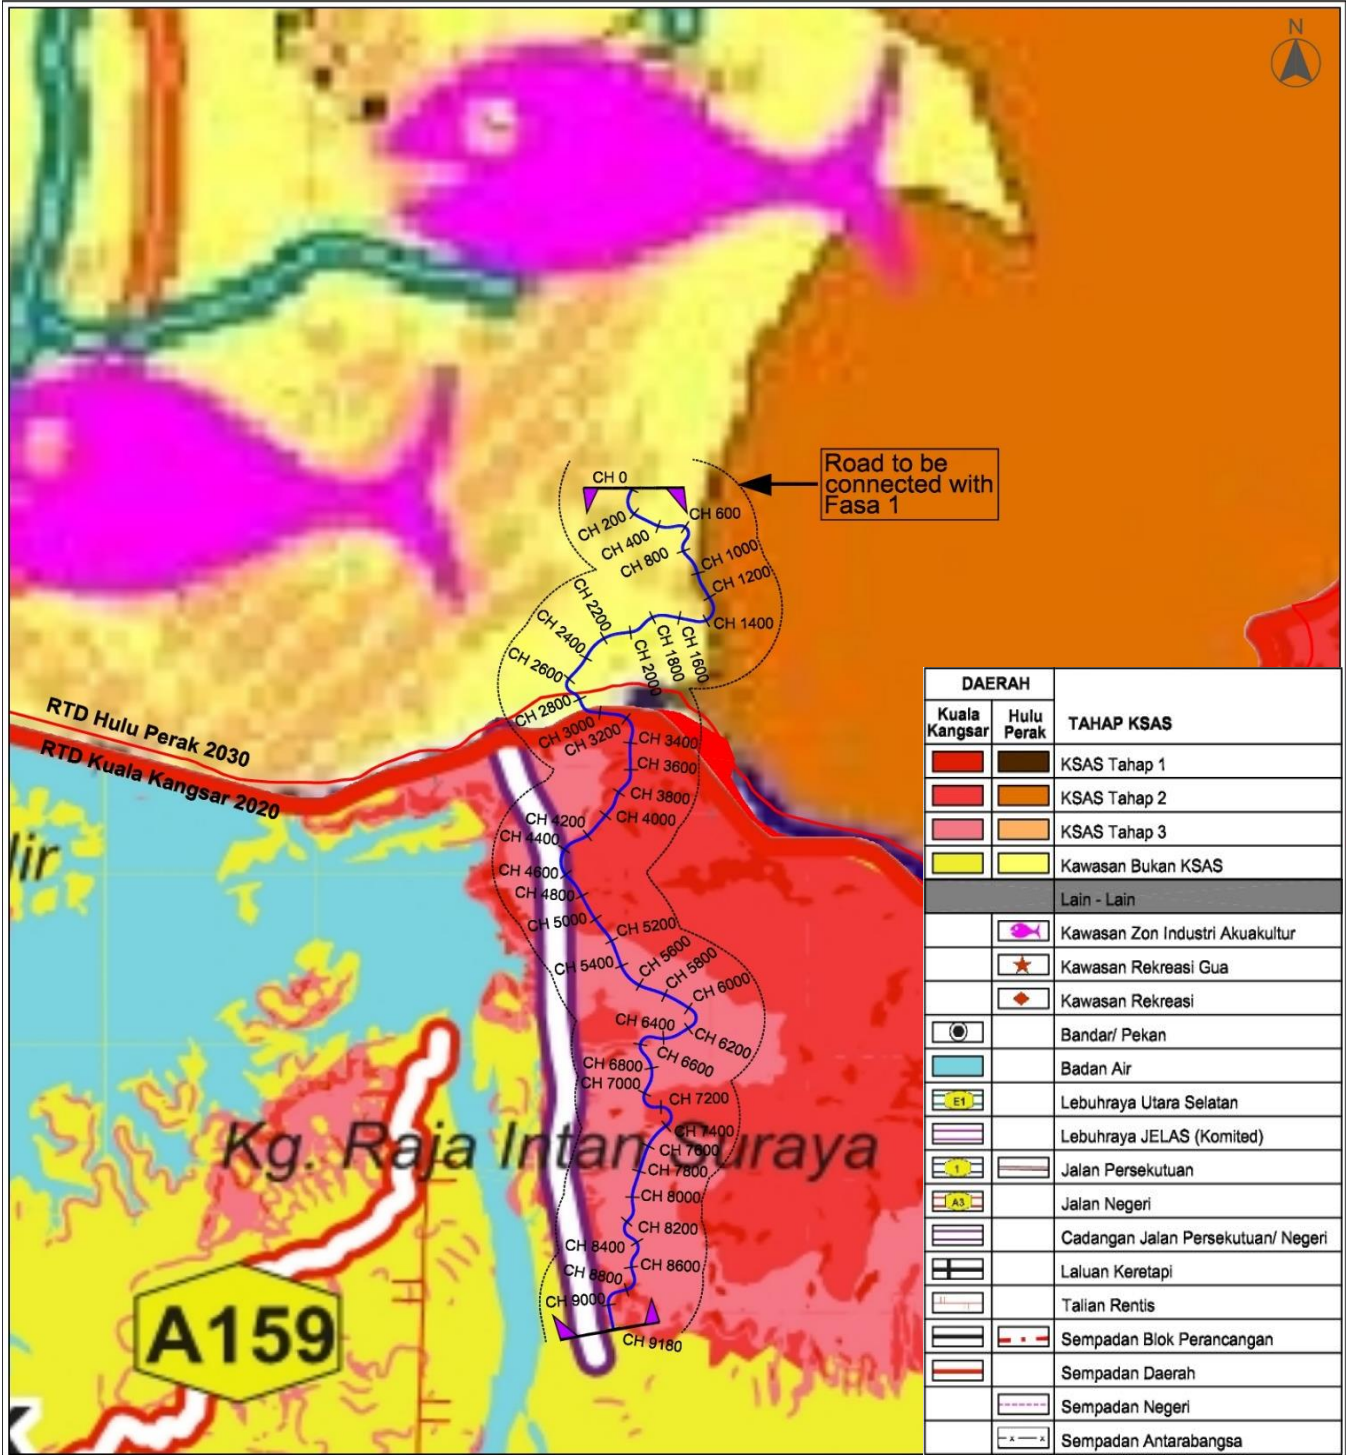 N
Road to be
connected with
Fasa 1
CH 0
CH 200
CH 400
CH 600
CH 800
CH 1000
CH 1200
CH 1400
CH 1600
CH 1800
CH 2000
CH 2200
CH 2400
CH 2600
CH 2800
CH 3000
CH 3200
CH 3400
CH 3600
CH 3800
CH 4000
CH 4200
CH 4400
CH 4600
CH 4800
CH 5000
CH 5200
CH 5400
CH 5600
CH 5800
CH 6000
CH 6200
CH 6400
CH 6600
CH 6800
CH 7000
CH 7200
CH 7400
CH 7600
CH 7800
CH 8000
CH 8200
CH 8400
CH 8600
CH 8800
CH 9000
CH 9180
RTD Hulu Perak 2030
RTD Kuala Kangsar 2020
lir
Kg. Raja Intan Suraya
A159
DAERAH
Kuala Kangsar
Hulu Perak
TAHAP KSAS
KSAS Tahap 1
KSAS Tahap 2
KSAS Tahap 3
Kawasan Bukan KSAS
Lain - Lain
Kawasan Zon Industri Akuakultur
Kawasan Rekreasi Gua
Kawasan Rekreasi
Bandar/ Pekan
Badan Air
E1 Lebuhraya Utara Selatan
Lebuhraya JELAS (Komited)
1 Jalan Persekutuan
A3 Jalan Negeri
Cadangan Jalan Persekutuan/ Negeri
Laluan Keretapi
Talian Rentis
Sempadan Blok Perancangan
Sempadan Daerah
Sempadan Negeri
Sempadan Antarabangsa